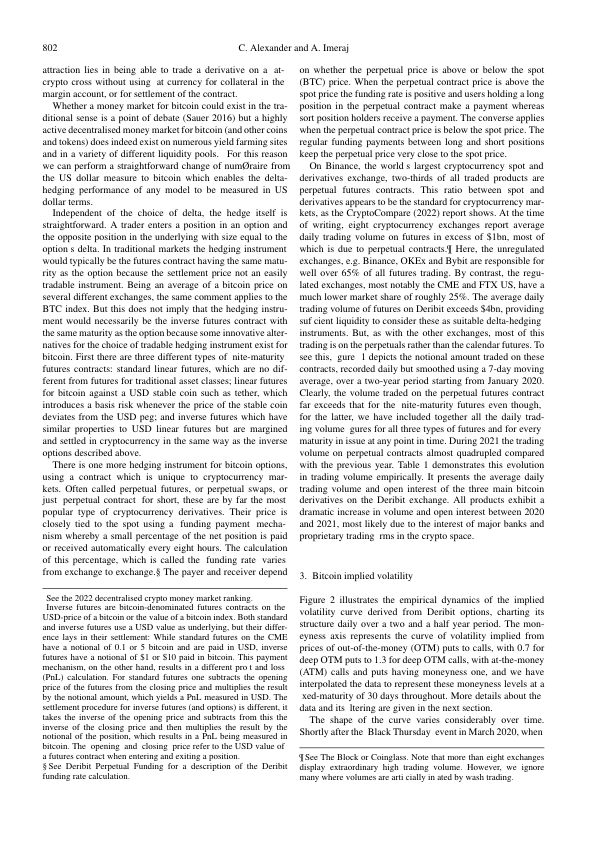 802
C. Alexander and A. Imeraj
attraction lies in being able to trade a derivative on a at-
crypto cross without using at currency for collateral in the
margin account, or for settlement of the contract.
Whether a money market for bitcoin could exist in the tra-
ditional sense is a point of debate (Sauer 2016) but a highly
active decentralised money market for bitcoin (and other coins
and tokens) does indeed exist on numerous yield farming sites
and in a variety of different liquidity pools. For this reason
we can perform a straightforward change of numØraire from
the US dollar measure to bitcoin which enables the delta-
hedging performance of any model to be measured in US
dollar terms.
Independent of the choice of delta, the hedge itself is
straightforward. A trader enters a position in an option and
the opposite position in the underlying with size equal to the
option s delta. In traditional markets the hedging instrument
would typically be the futures contract having the same matu-
rity as the option because the settlement price not an easily
tradable instrument. Being an average of a bitcoin price on
several different exchanges, the same comment applies to the
BTC index. But this does not imply that the hedging instru-
ment would necessarily be the inverse futures contract with
the same maturity as the option because some innovative alter-
natives for the choice of tradable hedging instrument exist for
bitcoin. First there are three different types of nite-maturity
futures contracts: standard linear futures, which are no dif-
ferent from futures for traditional asset classes; linear futures
for bitcoin against a USD stable coin such as tether, which
introduces a basis risk whenever the price of the stable coin
deviates from the USD peg; and inverse futures which have
similar properties to USD linear futures but are margined
and settled in cryptocurrency in the same way as the inverse
options described above.
There is one more hedging instrument for bitcoin options,
using a contract which is unique to cryptocurrency mar-
kets. Often called perpetual futures, or perpetual swaps, or
just perpetual contract for short, these are by far the most
popular type of cryptocurrency derivatives. Their price is
closely tied to the spot using a funding payment mecha-
nism whereby a small percentage of the net position is paid
or received automatically every eight hours. The calculation
of this percentage, which is called the funding rate varies
from exchange to exchange.§ The payer and receiver depend
See the 2022 decentralised crypto money market ranking.
Inverse futures are bitcoin-denominated futures contracts on the
USD-price of a bitcoin or the value of a bitcoin index. Both standard
and inverse futures use a USD value as underlying, but their differ-
ence lays in their settlement: While standard futures on the CME
have a notional of 0.1 or 5 bitcoin and are paid in USD, inverse
futures have a notional of $1 or $10 paid in bitcoin. This payment
mechanism, on the other hand, results in a different pro t and loss
(PnL) calculation. For standard futures one subtracts the opening
price of the futures from the closing price and multiplies the result
by the notional amount, which yields a PnL measured in USD. The
settlement procedure for inverse futures (and options) is different, it
takes the inverse of the opening price and subtracts from this the
inverse of the closing price and then multiplies the result by the
notional of the position, which results in a PnL being measured in
bitcoin. The opening and closing price refer to the USD value of
a futures contract when entering and exiting a position.
§ See Deribit Perpetual Funding for a description of the Deribit
funding rate calculation.
on whether the perpetual price is above or below the spot
(BTC) price. When the perpetual contract price is above the
spot price the funding rate is positive and users holding a long
position in the perpetual contract make a payment whereas
sort position holders receive a payment. The converse applies
when the perpetual contract price is below the spot price. The
regular funding payments between long and short positions
keep the perpetual price very close to the spot price.
On Binance, the world s largest cryptocurrency spot and
derivatives exchange, two-thirds of all traded products are
perpetual futures contracts. This ratio between spot and
derivatives appears to be the standard for cryptocurrency mar-
kets, as the CryptoCompare (2022) report shows. At the time
of writing, eight cryptocurrency exchanges report average
daily trading volume on futures in excess of $1bn, most of
which is due to perpetual contracts.¶ Here, the unregulated
exchanges, e.g. Binance, OKEx and Bybit are responsible for
well over 65% of all futures trading. By contrast, the regu-
lated exchanges, most notably the CME and FTX US, have a
much lower market share of roughly 25%. The average daily
trading volume of futures on Deribit exceeds $4bn, providing
suf cient liquidity to consider these as suitable delta-hedging
instruments. But, as with the other exchanges, most of this
trading is on the perpetuals rather than the calendar futures. To
see this, gure 1 depicts the notional amount traded on these
contracts, recorded daily but smoothed using a 7-day moving
average, over a two-year period starting from January 2020.
Clearly, the volume traded on the perpetual futures contract
far exceeds that for the nite-maturity futures even though,
for the latter, we have included together all the daily trad-
ing volume gures for all three types of futures and for every
maturity in issue at any point in time. During 2021 the trading
volume on perpetual contracts almost quadrupled compared
with the previous year. Table 1 demonstrates this evolution
in trading volume empirically. It presents the average daily
trading volume and open interest of the three main bitcoin
derivatives on the Deribit exchange. All products exhibit a
dramatic increase in volume and open interest between 2020
and 2021, most likely due to the interest of major banks and
proprietary trading rms in the crypto space.
3. Bitcoin implied volatility
Figure 2 illustrates the empirical dynamics of the implied
volatility curve derived from Deribit options, charting its
structure daily over a two and a half year period. The mon-
eyness axis represents the curve of volatility implied from
prices of out-of-the-money (OTM) puts to calls, with 0.7 for
deep OTM puts to 1.3 for deep OTM calls, with at-the-money
(ATM) calls and puts having moneyness one, and we have
interpolated the data to represent these moneyness levels at a
xed-maturity of 30 days throughout. More details about the
data and its ltering are given in the next section.
The shape of the curve varies considerably over time.
Shortly after the Black Thursday event in March 2020, when
¶ See The Block or Coinglass. Note that more than eight exchanges
display extraordinary high trading volume. However, we ignore
many where volumes are arti cially in ated by wash trading.